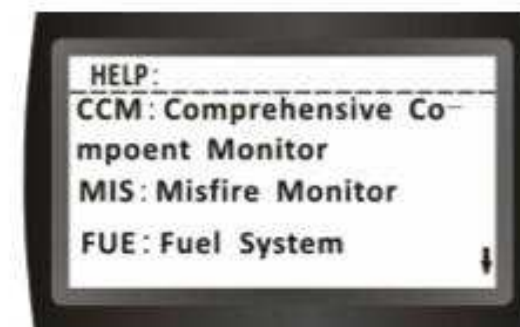 HELP:
CCM: Comprehensive Co-
mpoent Monitor
MIS: Misfire Monitor
FUE: Fuel System